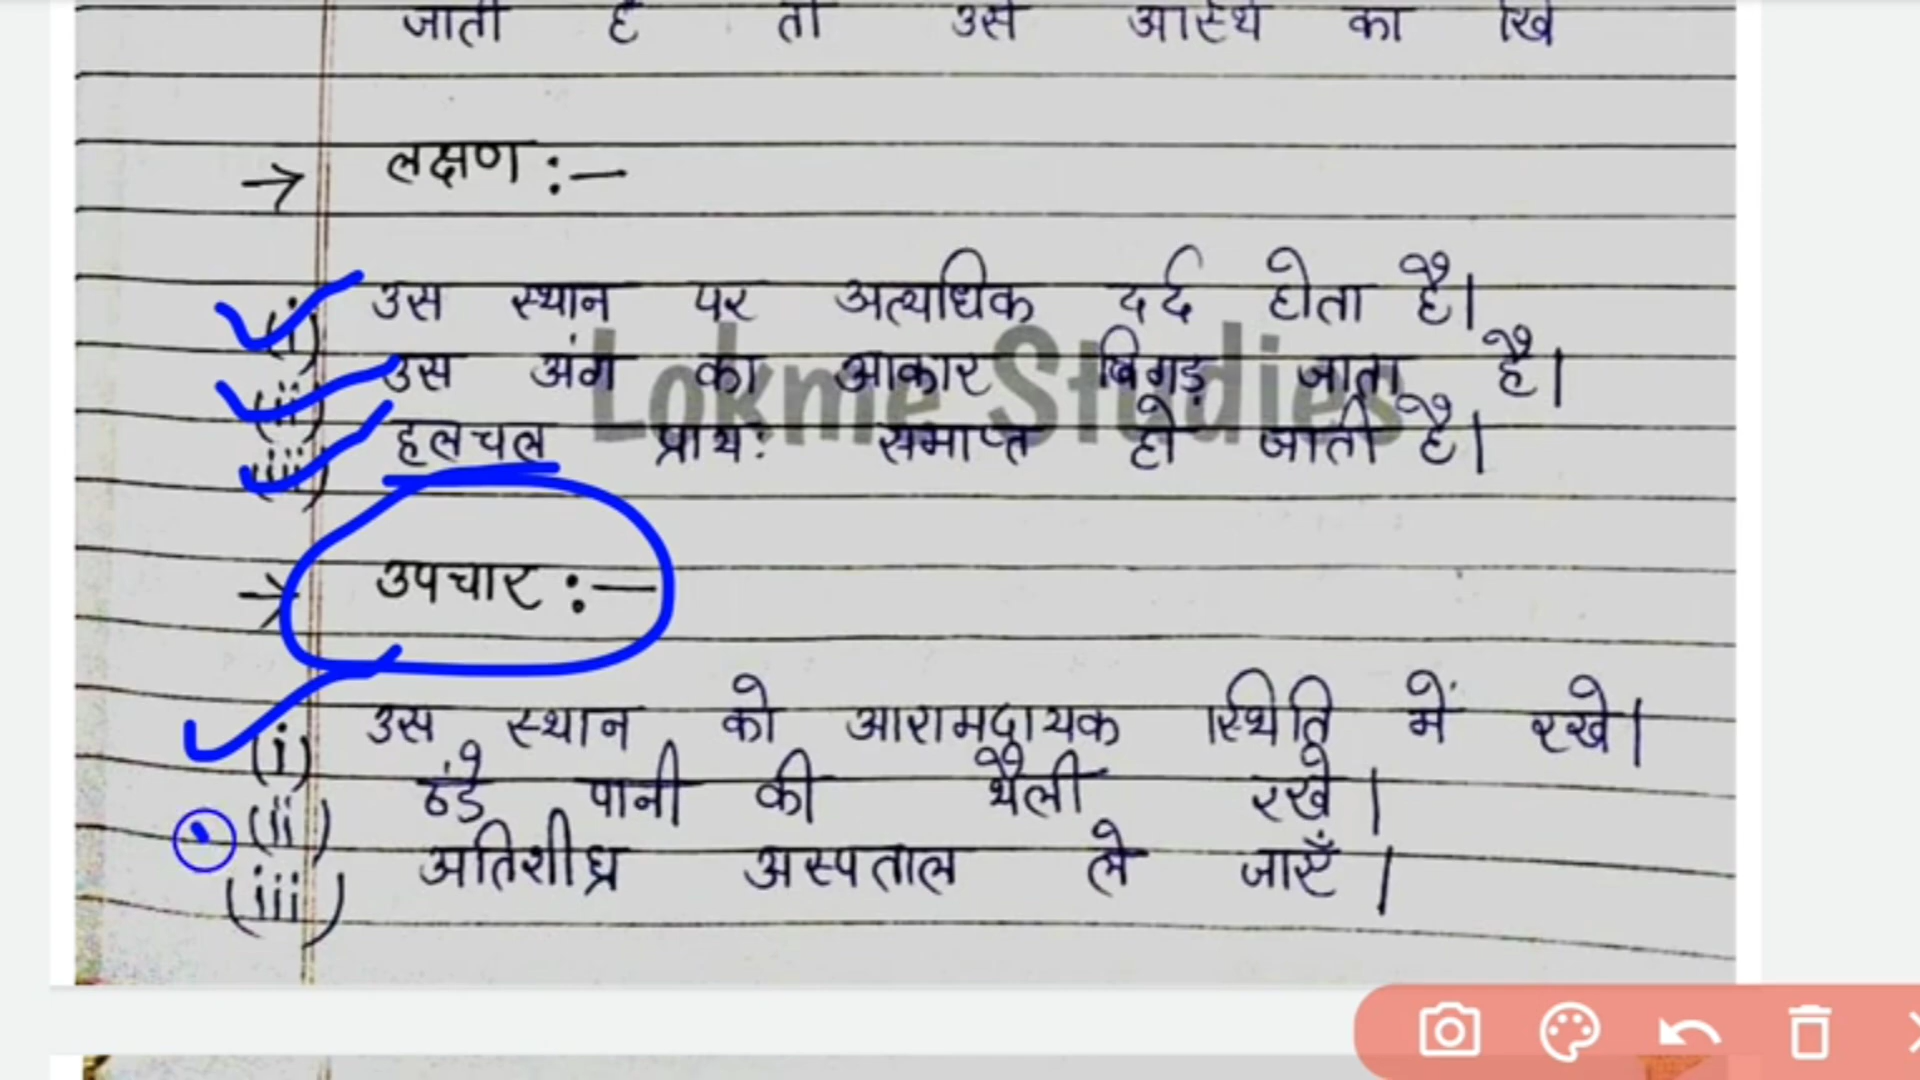 जाती है तो उसे अस्थि का खि
→ लक्षण :—
(i) उस स्थान पर अत्यधिक दर्द होता है।
(ii) उस अंग का आकार बिगड़ जाता है।
(iii) हलचल प्रायः समाप्त हो जाती है।
Lokme Studies
→ उपचार :—
(i) उस स्थान को आरामदायक स्थिति में रखे।
(ii) ठंडे पानी की थैली रखे।
(iii) अतिशीघ्र अस्पताल ले जाएँ।